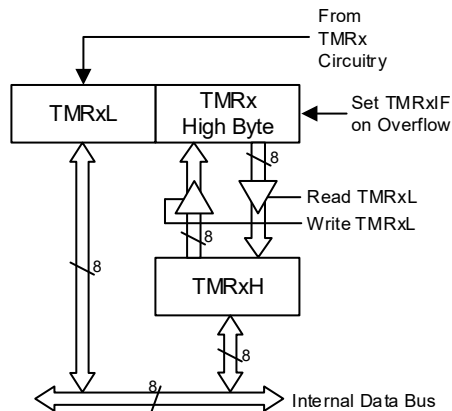 From
TMRx
Circuitry
TMRxL
TMRx
High Byte
Set TMRxIF
on Overflow
8
Read TMRxL
Write TMRxL
8
TMRxH
8
8
8
Internal Data Bus